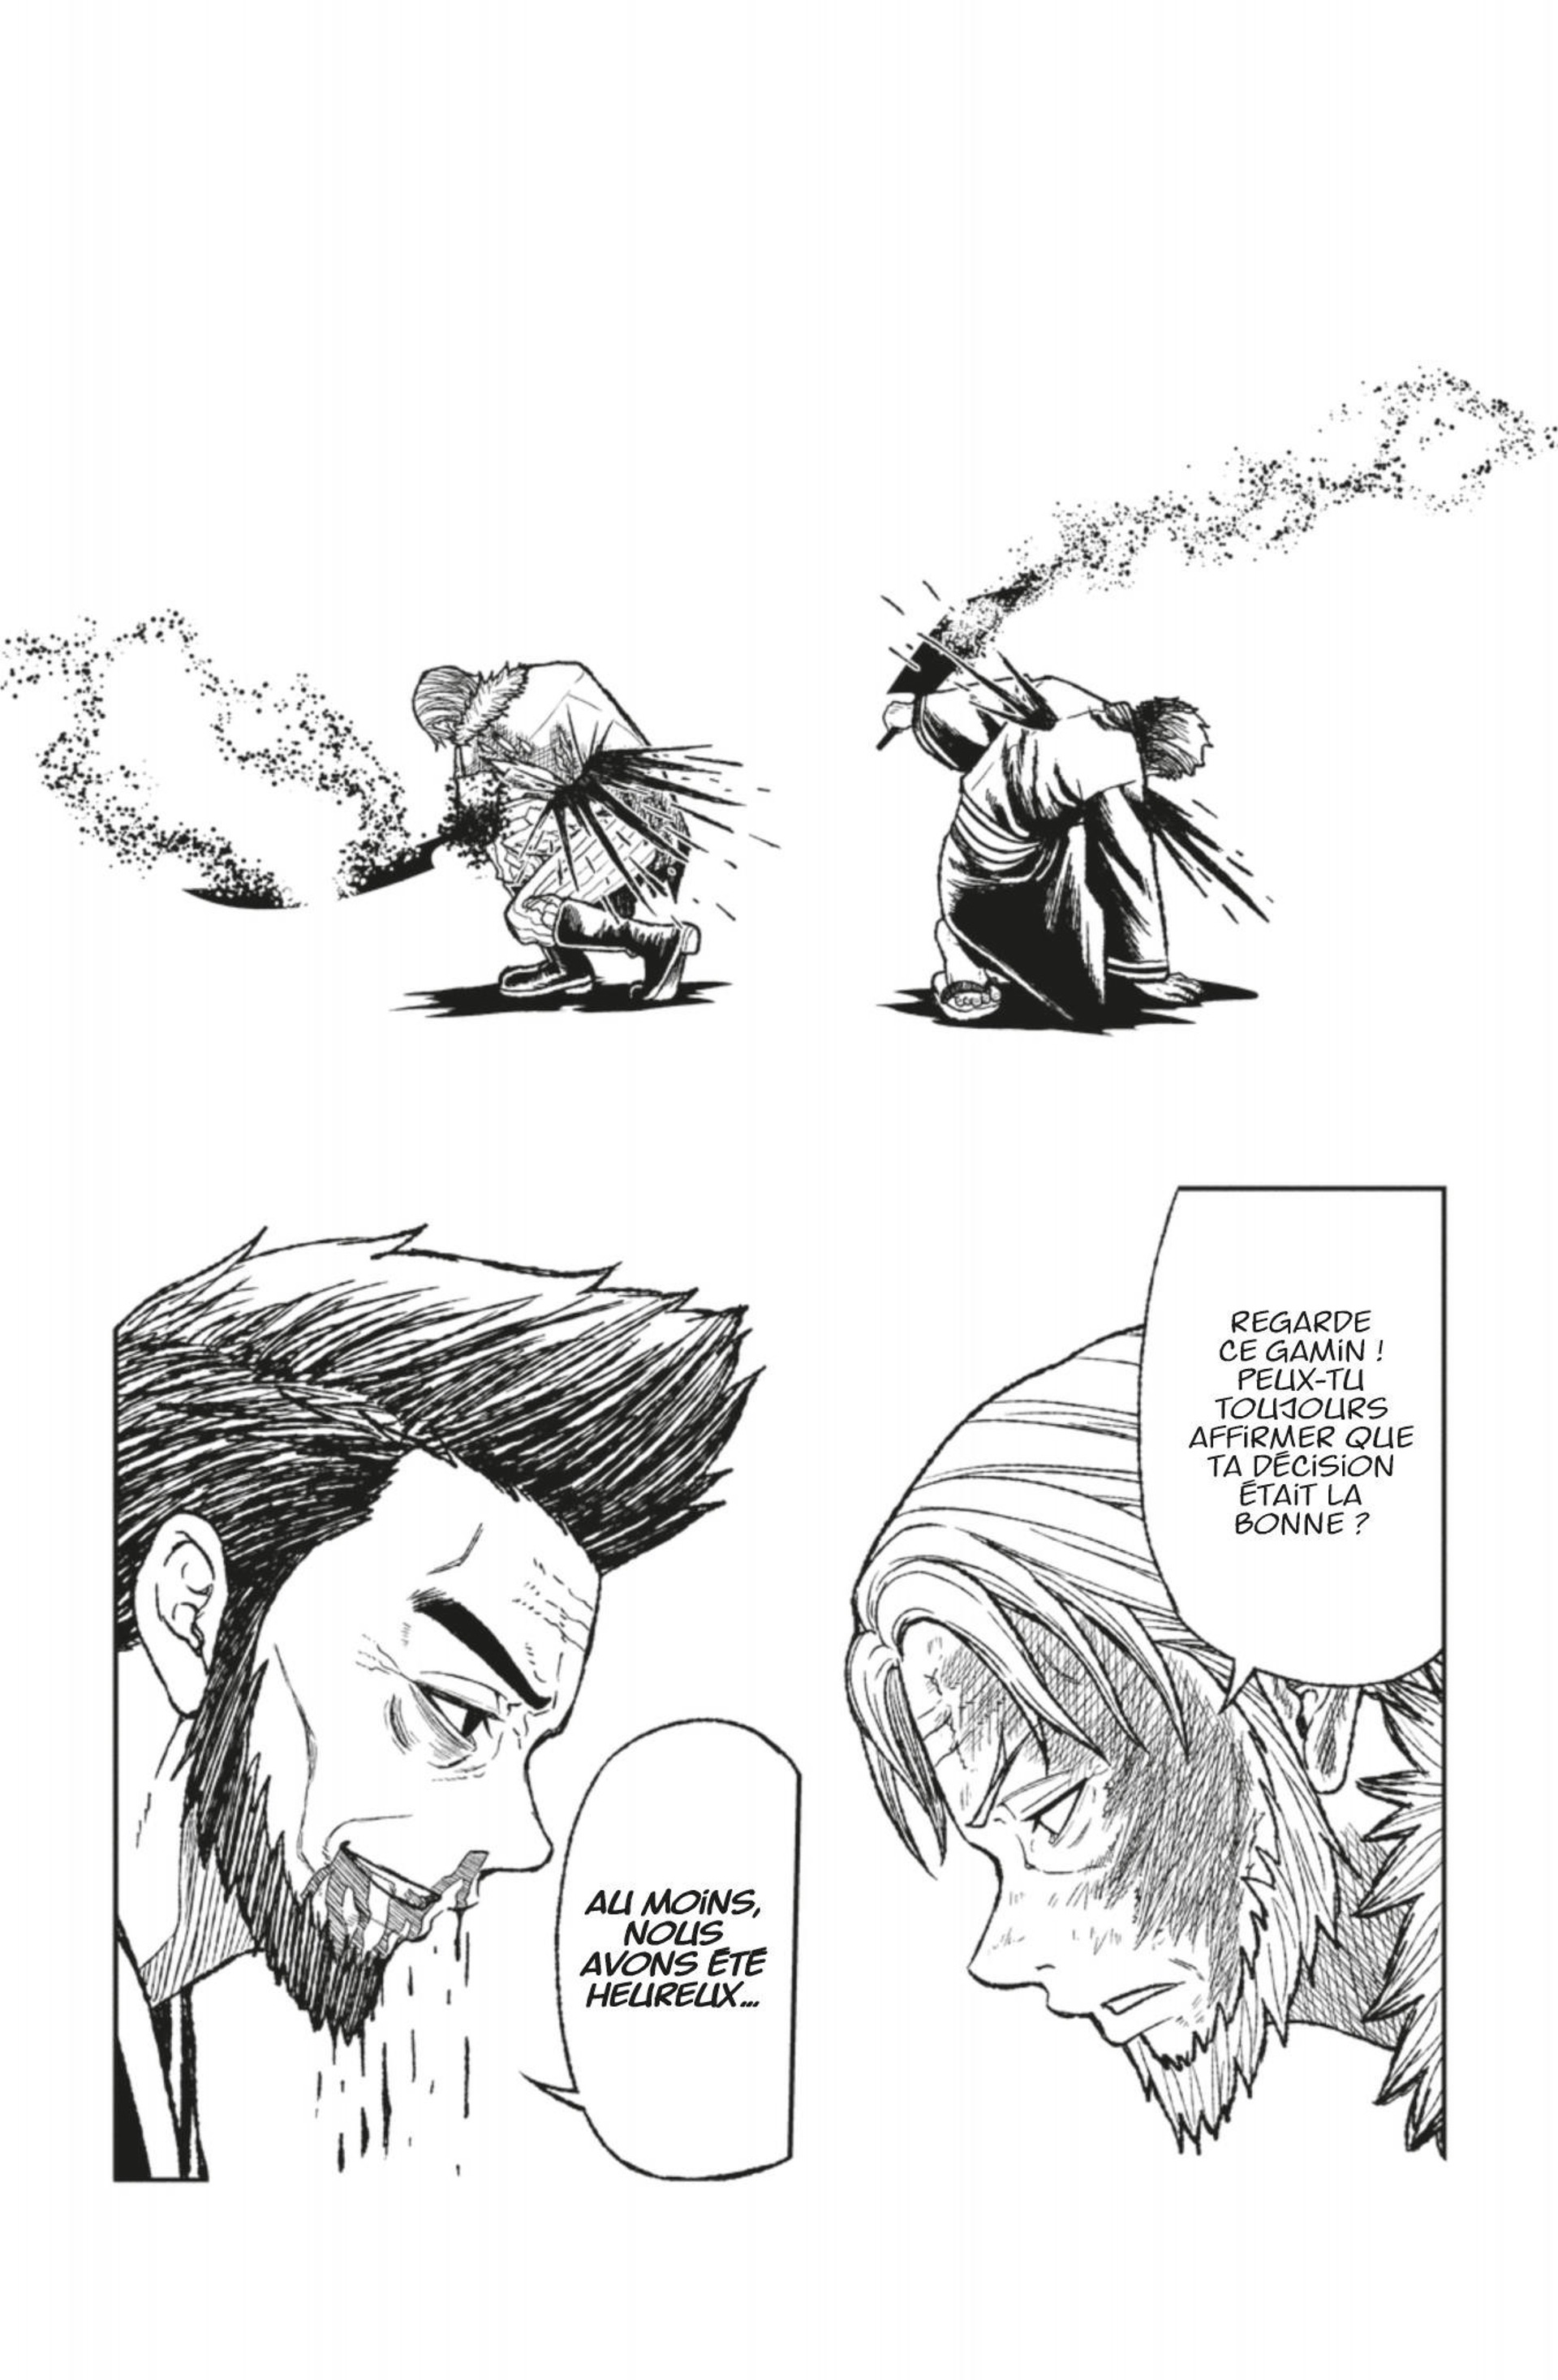 REGARDE
CE GAMIN !
PEUX-TU
TOUJOURS
AFFIRMER QUE
TA DÉCISION
ÉTAIT LA
BONNE ?
AU MOINS,
NOUS
AVONS ÉTÉ
HEUREUX...